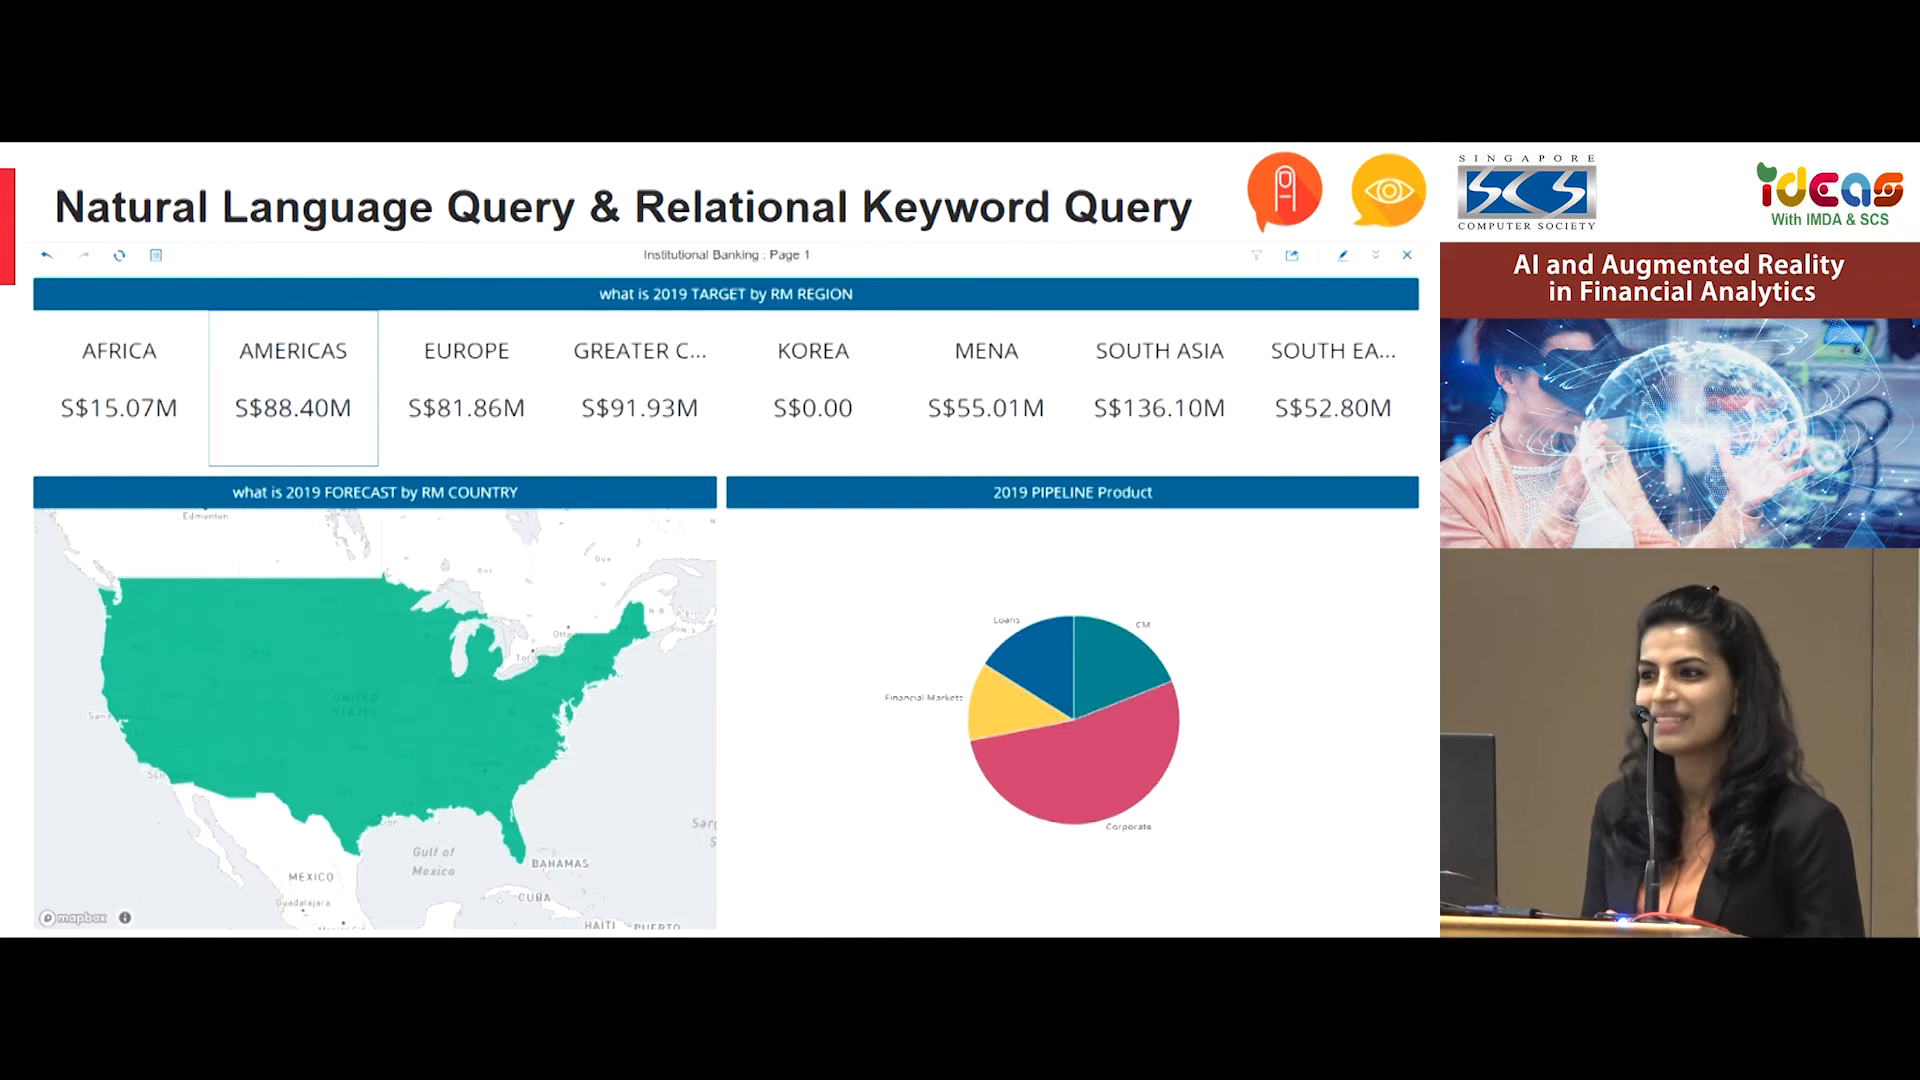 Natural Language Query & Relational Keyword Query
SINGAPORE
SCS
COMPUTER SOCIETY
ideas
With IMDA & SCS
AI and Augmented Reality
in Financial Analytics
Institutional Banking : Page 1
what is 2019 TARGET by RM REGION
AFRICA
AMERICAS
EUROPE
GREATER C...
KOREA
MENA
SOUTH ASIA
SOUTH EA...
S$15.07M
S$88.40M
S$81.86M
S$91.93M
S$0.00
S$55.01M
S$136.10M
S$52.80M
what is 2019 FORECAST by RM COUNTRY
2019 PIPELINE Product
Edmonton
UNITED
STATES
Gulf of
Mexico
MEXICO
Guadalajara
BAHAMAS
CUBA
HAITI
PUERTO
mapbox
Loans
CM
Financial Markets
Corporate